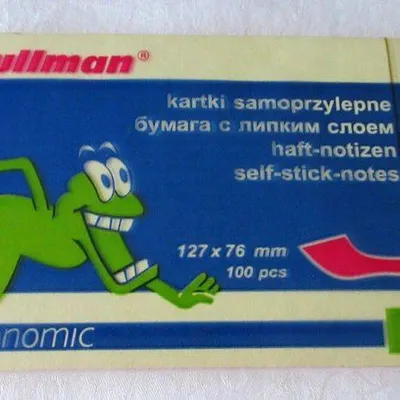 ullman®
kartki samoprzylepne
бумага с липким слоем
haft-notizen
self-stick-notes
127 x 76 mm
100 pcs
nomic